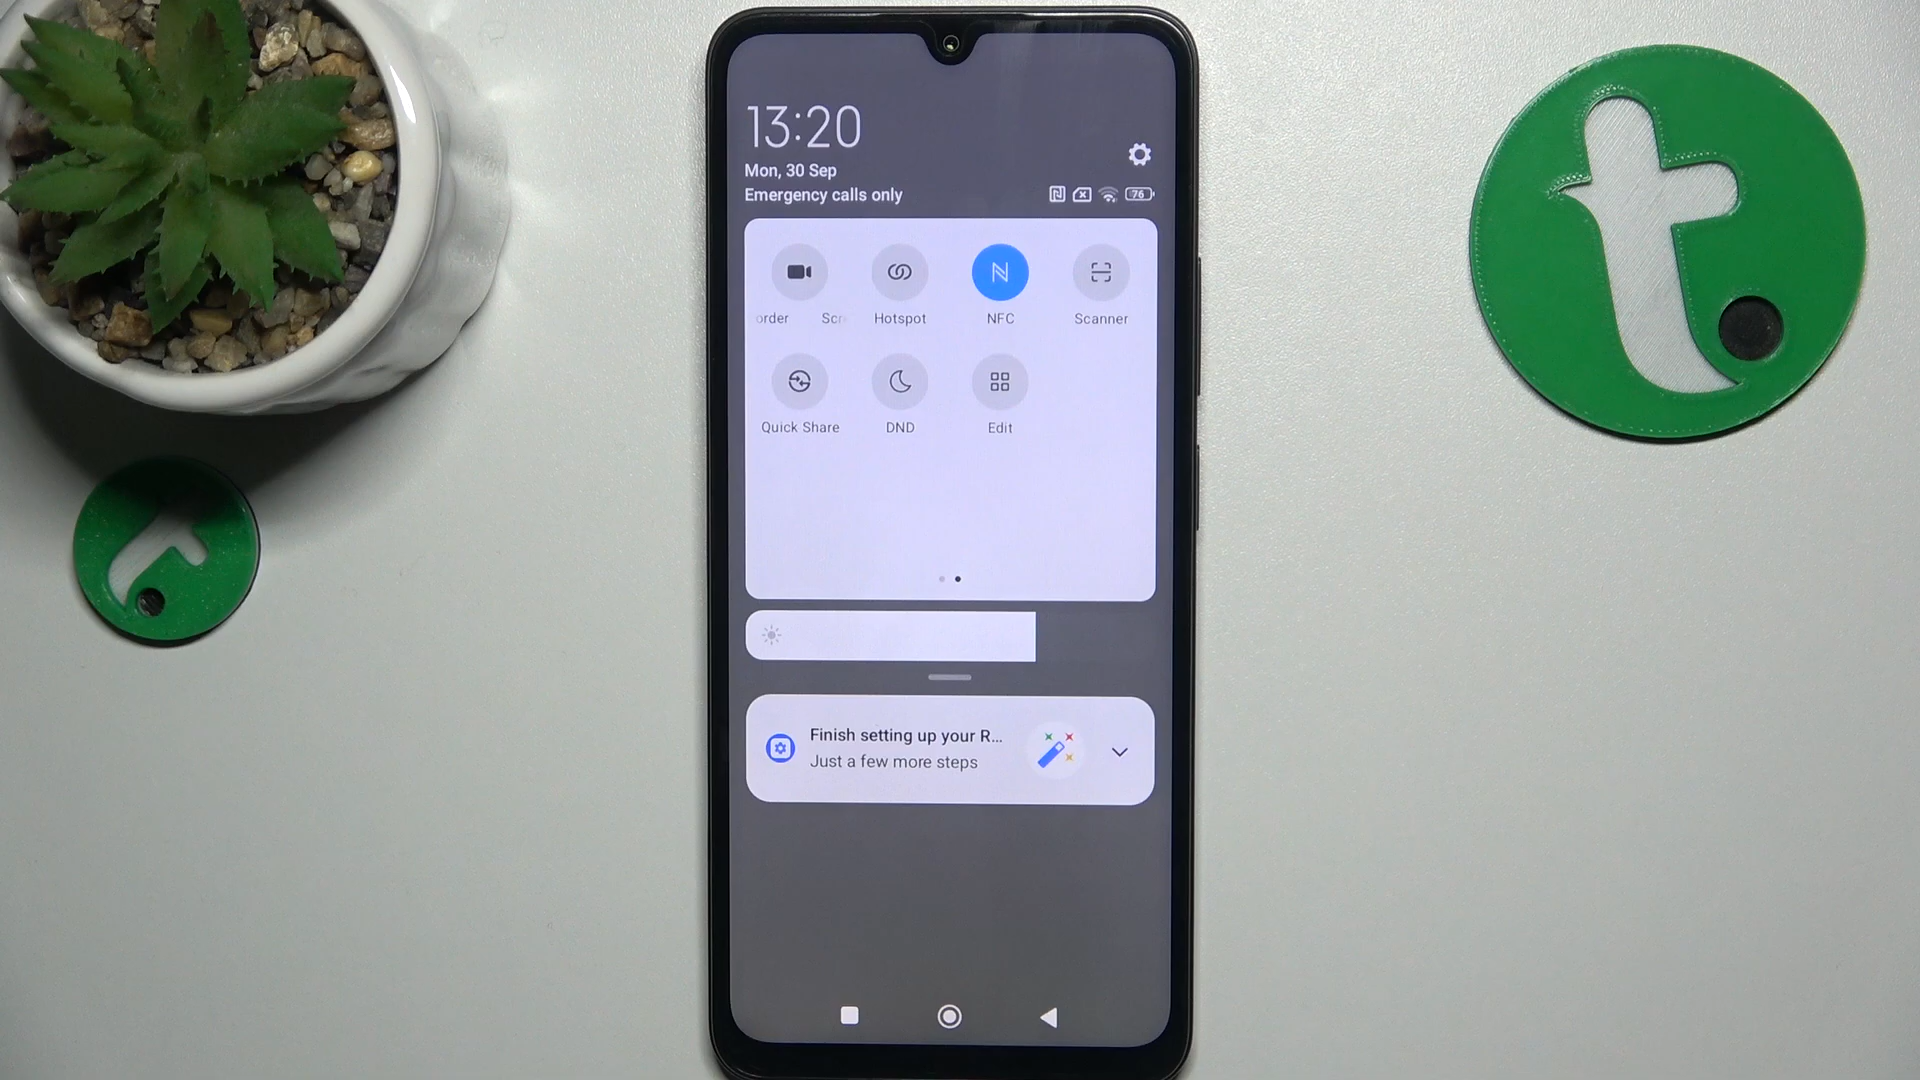 13:20
Mon, 30 Sep
Emergency calls only
76
order Scr
Hotspot
NFC
Scanner
Quick Share
DND
Edit
Finish setting up your R...
Just a few more steps